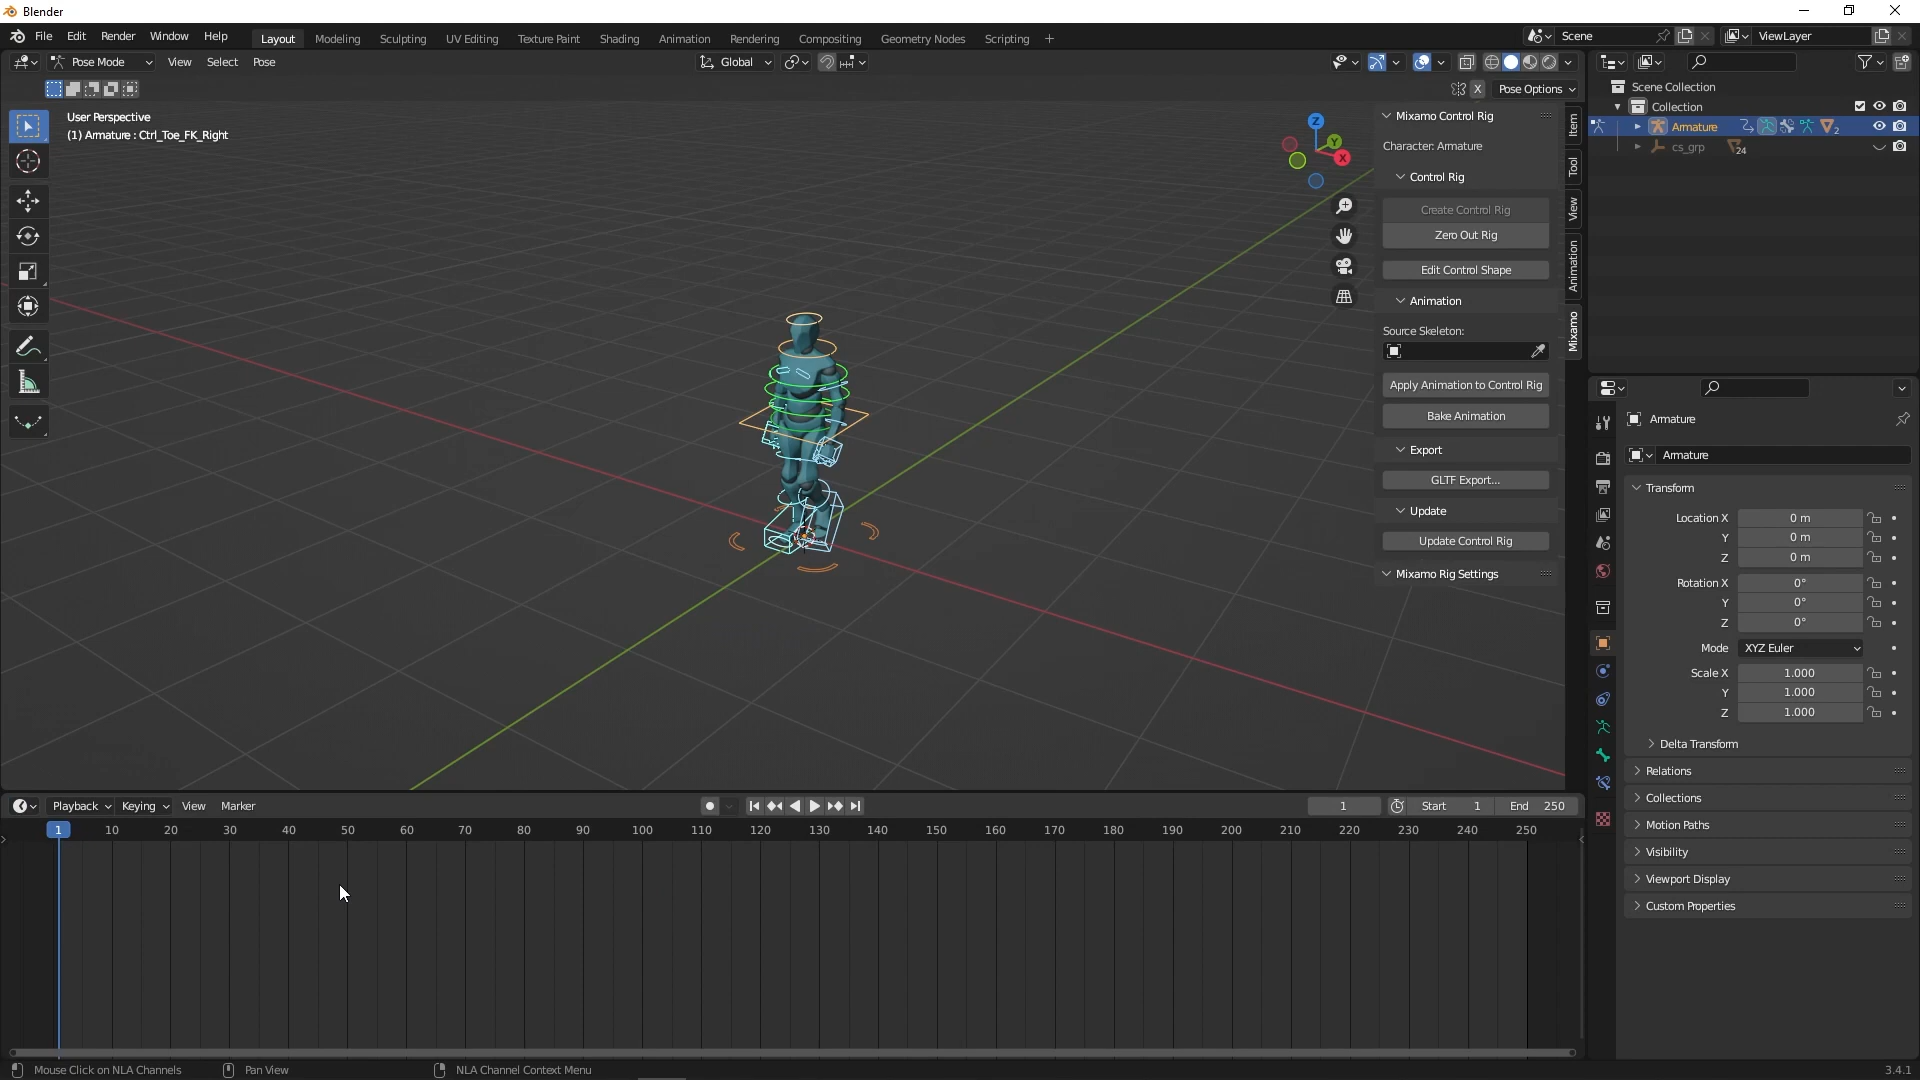 Blender
File Edit Render Window Help
Layout Modeling Sculpting UV Editing Texture Paint Shading Animation Rendering Compositing Geometry Nodes Scripting +
Scene
ViewLayer
Pose Mode View Select Pose
Global
X Pose Options
User Perspective
(1) Armature : Ctrl_Toe_FK_Right
Z
Y
X
Mixamo Control Rig
Character: Armature
Control Rig
Create Control Rig
Zero Out Rig
Edit Control Shape
Animation
Source Skeleton:
Apply Animation to Control Rig
Bake Animation
Export
GLTF Export...
Update
Update Control Rig
Mixamo Rig Settings
Item
Tool
View
Animation
Mixamo
Scene Collection
Collection
Armature 2
cs_grp 24
Armature
Armature
Transform
Location X 0 m
Y 0 m
Z 0 m
Rotation X 0°
Y 0°
Z 0°
Mode XYZ Euler
Scale X 1.000
Y 1.000
Z 1.000
Delta Transform
Relations
Collections
Motion Paths
Visibility
Viewport Display
Custom Properties
Playback Keying View Marker
1 Start 1 End 250
1 10 20 30 40 50 60 70 80 90 100 110 120 130 140 150 160 170 180 190 200 210 220 230 240 250
Mouse Click on NLA Channels Pan View NLA Channel Context Menu
3.4.1